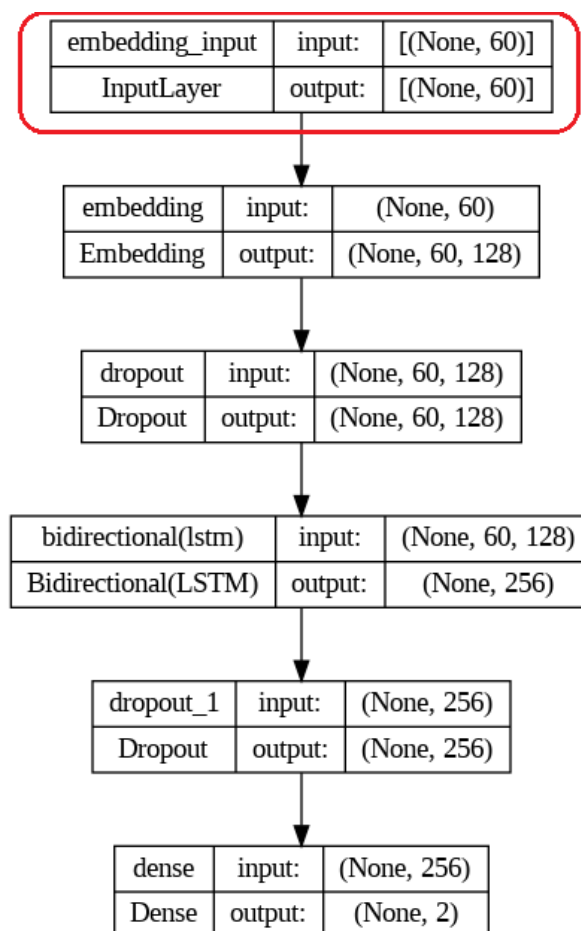 embedding_input input: [(None, 60)]
InputLayer output: [(None, 60)]
embedding input: (None, 60)
Embedding output: (None, 60, 128)
dropout input: (None, 60, 128)
Dropout output: (None, 60, 128)
bidirectional(lstm) input: (None, 60, 128)
Bidirectional(LSTM) output: (None, 256)
dropout_1 input: (None, 256)
Dropout output: (None, 256)
dense input: (None, 256)
Dense output: (None, 2)